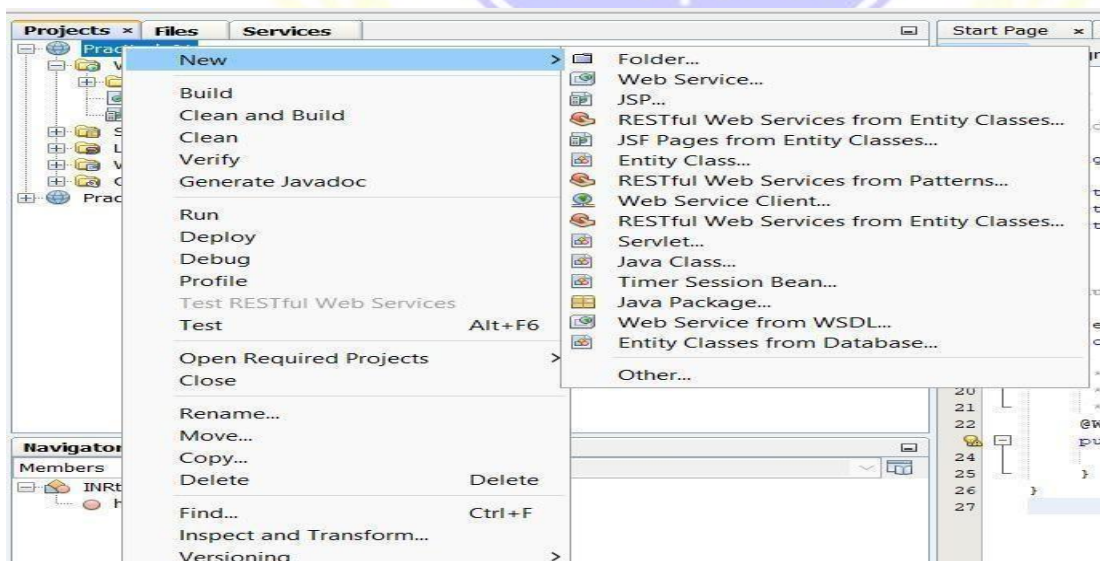 Projects × Files Services
Start Page ×
New >
Build
Clean and Build
Clean
Verify
Generate Javadoc
Run
Deploy
Debug
Profile
Test RESTful Web Services
Test Alt+F6
Open Required Projects >
Close
Rename...
Move...
Copy...
Delete Delete
Find... Ctrl+F
Inspect and Transform...
Versioning >
Folder...
Web Service...
JSP...
RESTful Web Services from Entity Classes...
JSF Pages from Entity Classes...
Entity Class...
RESTful Web Services from Patterns...
Web Service Client...
RESTful Web Services from Entity Classes...
Servlet...
Java Class...
Timer Session Bean...
Java Package...
Web Service from WSDL...
Entity Classes from Database...
Other...
Navigator
Members
20
21
22
24
25 }
26 }
27